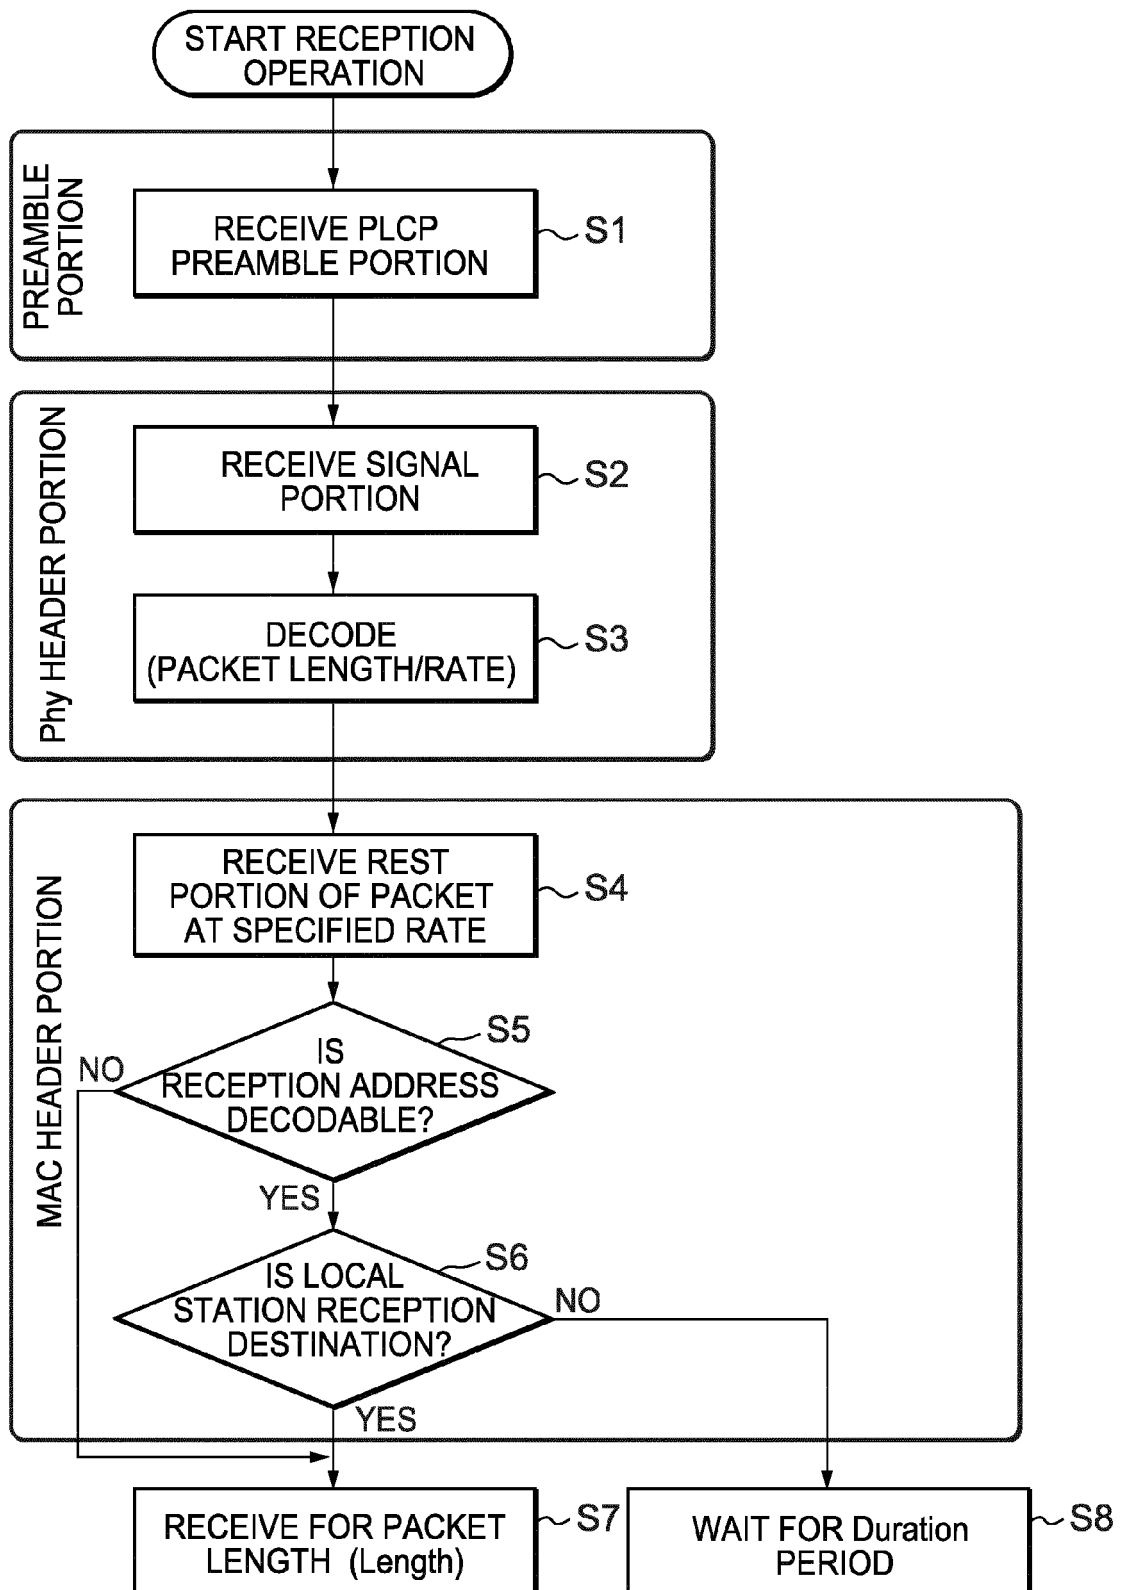 START RECEPTION
OPERATION
PREAMBLE
PORTION
RECEIVE PLCP
PREAMBLE PORTION
S1
Phy HEADER PORTION
RECEIVE SIGNAL
PORTION
S2
DECODE
(PACKET LENGTH/RATE)
S3
MAC HEADER PORTION
RECEIVE REST
PORTION OF PACKET
AT SPECIFIED RATE
S4
S5
IS
RECEPTION ADDRESS
DECODABLE?
NO
YES
S6
IS LOCAL
STATION RECEPTION
DESTINATION?
NO
YES
RECEIVE FOR PACKET
LENGTH (Length)
S7
WAIT FOR Duration
PERIOD
S8